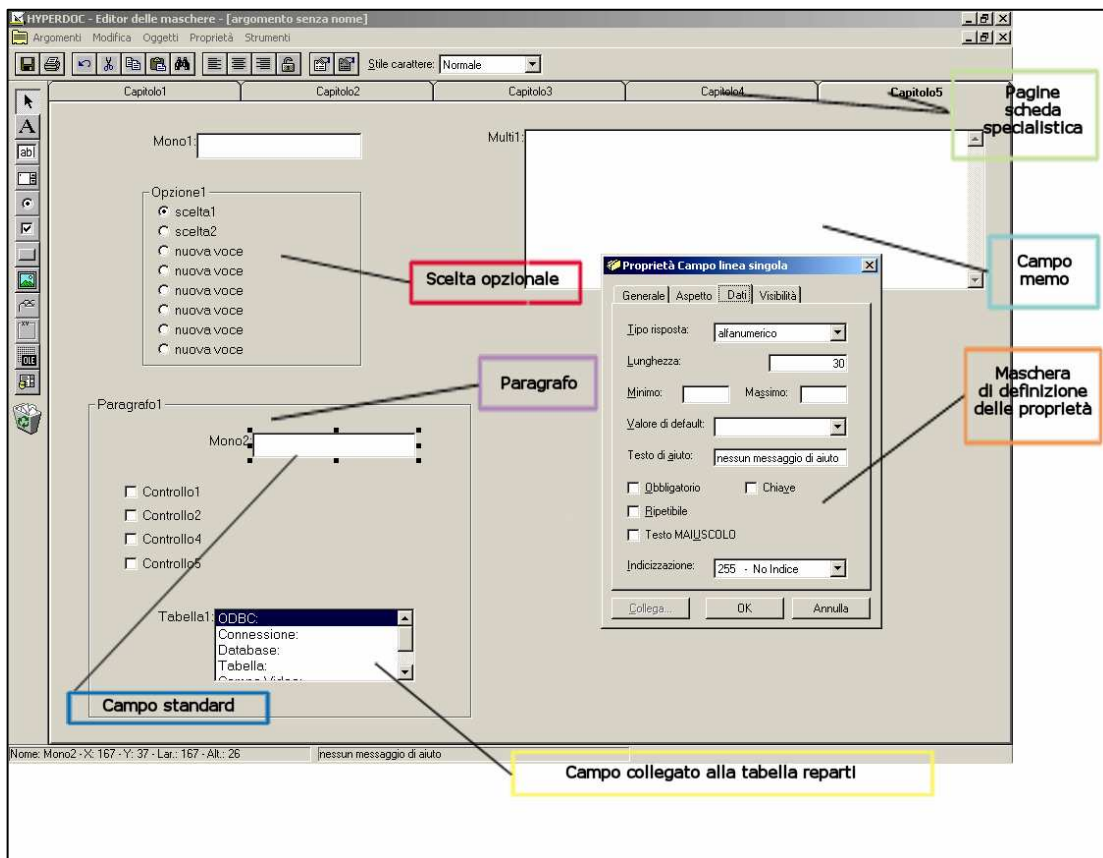 HYPERDOC - Editor delle maschere - [argomento senza nome]
Argomenti Modifica Oggetti Proprietà Strumenti
Stile carattere: Normale
Capitolo1 Capitolo2 Capitolo3 Capitolo4 Capitolo5
Pagine
scheda
specialistica
A
ab
Mono1:
Multi1:
Opzione1
scelta1
scelta2
nuova voce
nuova voce
nuova voce
nuova voce
nuova voce
nuova voce
Scelta opzionale
Campo
memo
Proprietà Campo linea singola
Generale Aspetto Dati Visibilità
Tipo risposta: alfanumerico
Lunghezza: 30
Minimo: Massimo:
Valore di default:
Testo di aiuto: nessun messaggio di aiuto
Obbligatorio Chiave
Ripetibile
Testo MAIUSCOLO
Indicizzazione: 255 - No Indice
Collega... OK Annulla
Maschera
di definizione
delle proprietà
Paragrafo
Paragrafo1
Mono2:
Controllo1
Controllo2
Controllo4
Controllo5
OLE
Tabella1: ODBC:
Connessione:
Database:
Tabella:
Campo Video:
Campo standard
Nome: Mono2 - X: 167 - Y: 37 - Lar.: 167 - Alt.: 26 nessun messaggio di aiuto
Campo collegato alla tabella reparti